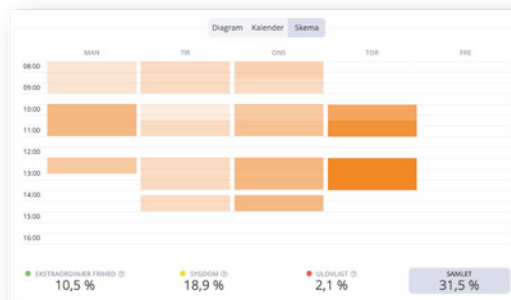 Diagram Kalender Skema
MAN TIR ONS TOR FRE
08:00
09:00
10:00
11:00
12:00
13:00
14:00
15:00
16:00
EKSTRAORDINÆR FRIHED SYGDOM ULOVLIGT SAMLET
10,5 % 18,9 % 2,1 % 31,5 %